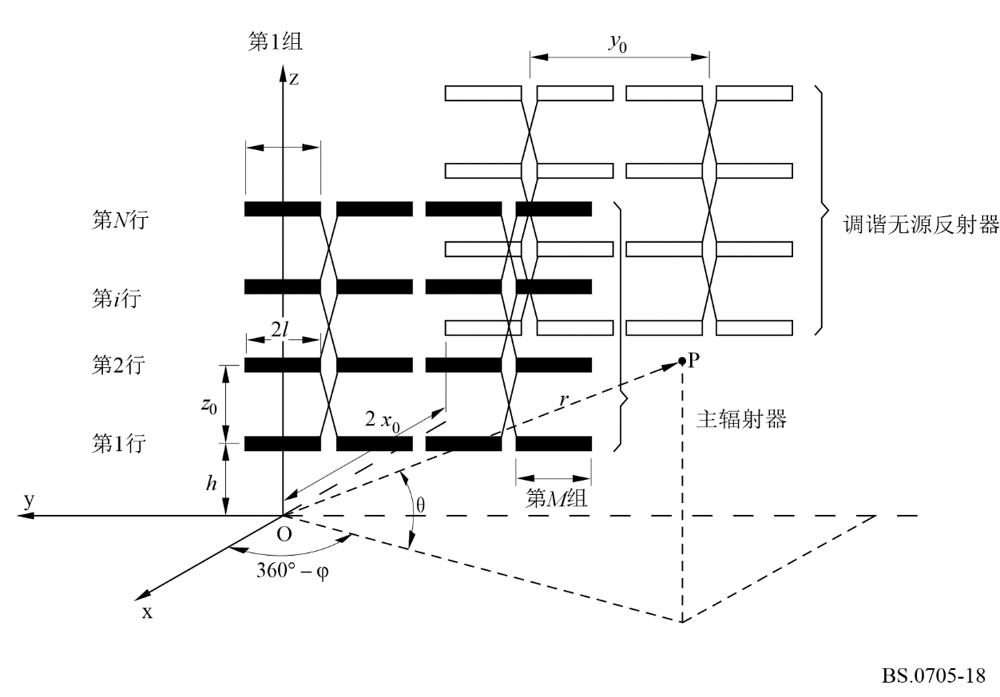 第1组
z
y₀
第N行
调谐无源反射器
第i行
2l
第2行
P
z₀
r
2 x₀
主辐射器
第1行
h
第M组
y
θ
O
360° – φ
x
BS.0705-18